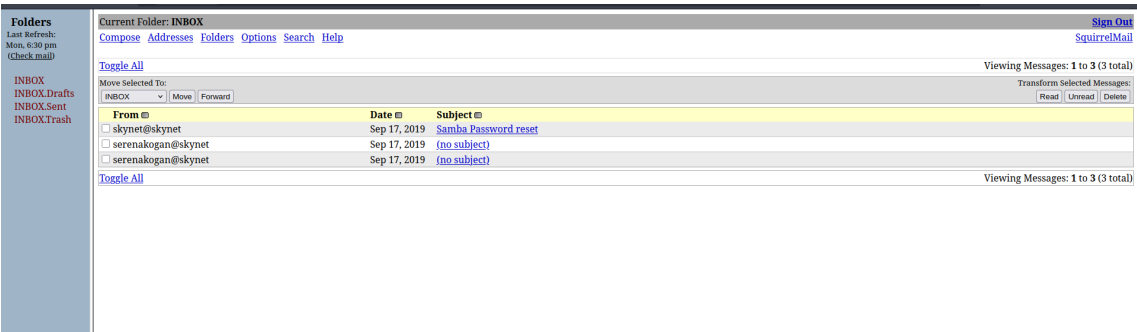 Folders
Last Refresh:
Mon, 6:30 pm
(Check mail)
INBOX
INBOX.Drafts
INBOX.Sent
INBOX.Trash
Current Folder: INBOX Sign Out
Compose Addresses Folders Options Search Help SquirrelMail
Toggle All Viewing Messages: 1 to 3 (3 total)
Move Selected To: Transform Selected Messages:
INBOX Move Forward Read Unread Delete
From Date Subject
skynet@skynet Sep 17, 2019 Samba Password reset
serenakogan@skynet Sep 17, 2019 (no subject)
serenakogan@skynet Sep 17, 2019 (no subject)
Toggle All Viewing Messages: 1 to 3 (3 total)